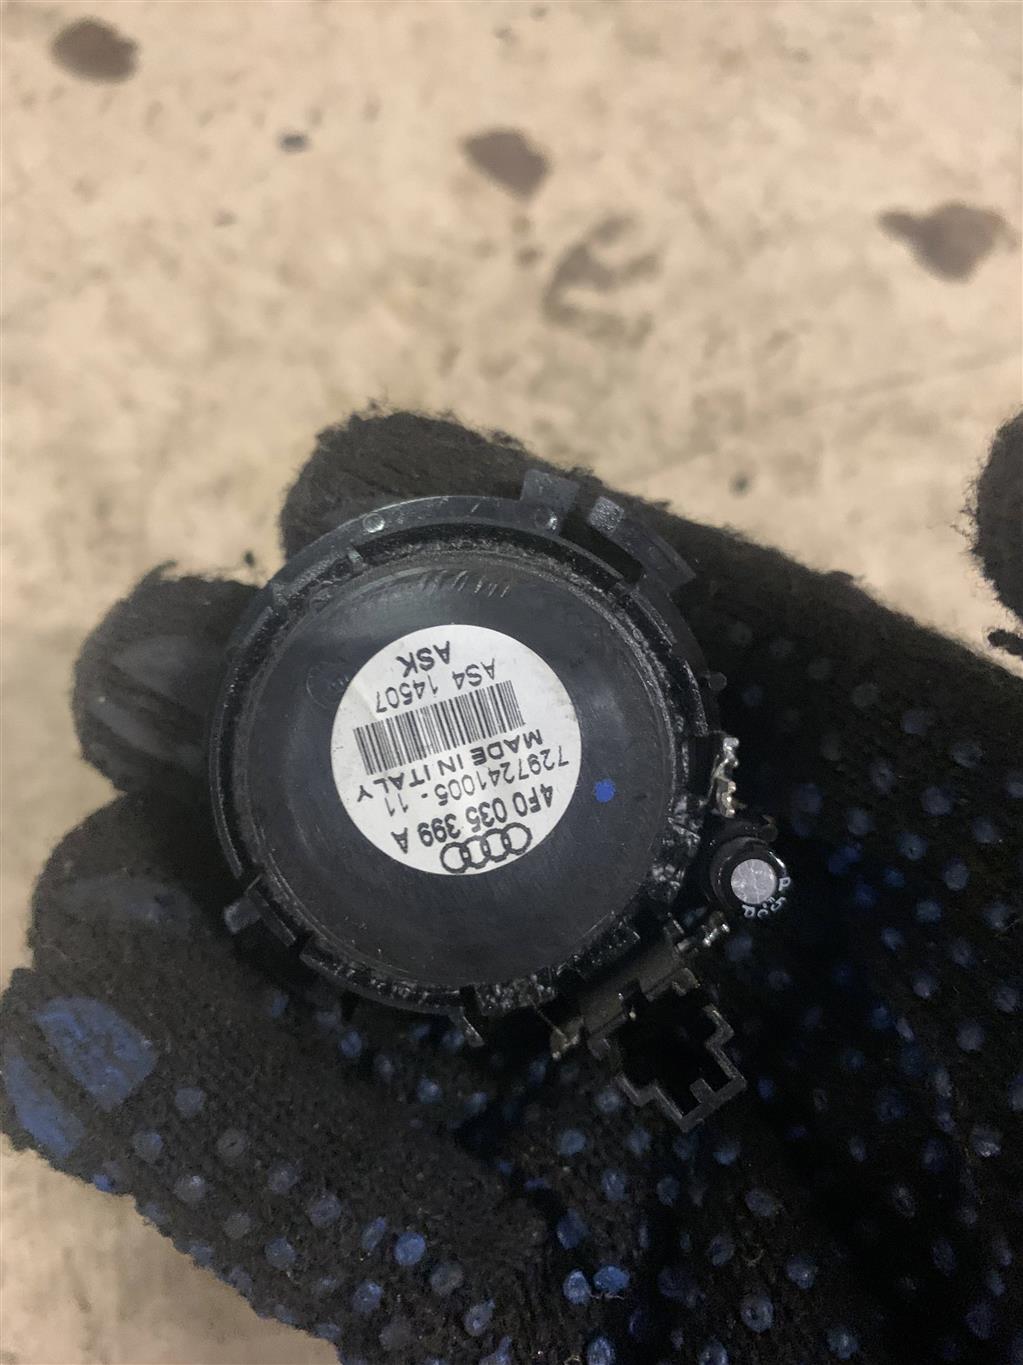 4F0 035 399 A
7297241005 - 11
MADE IN ITALY
AS4 14507
ASK